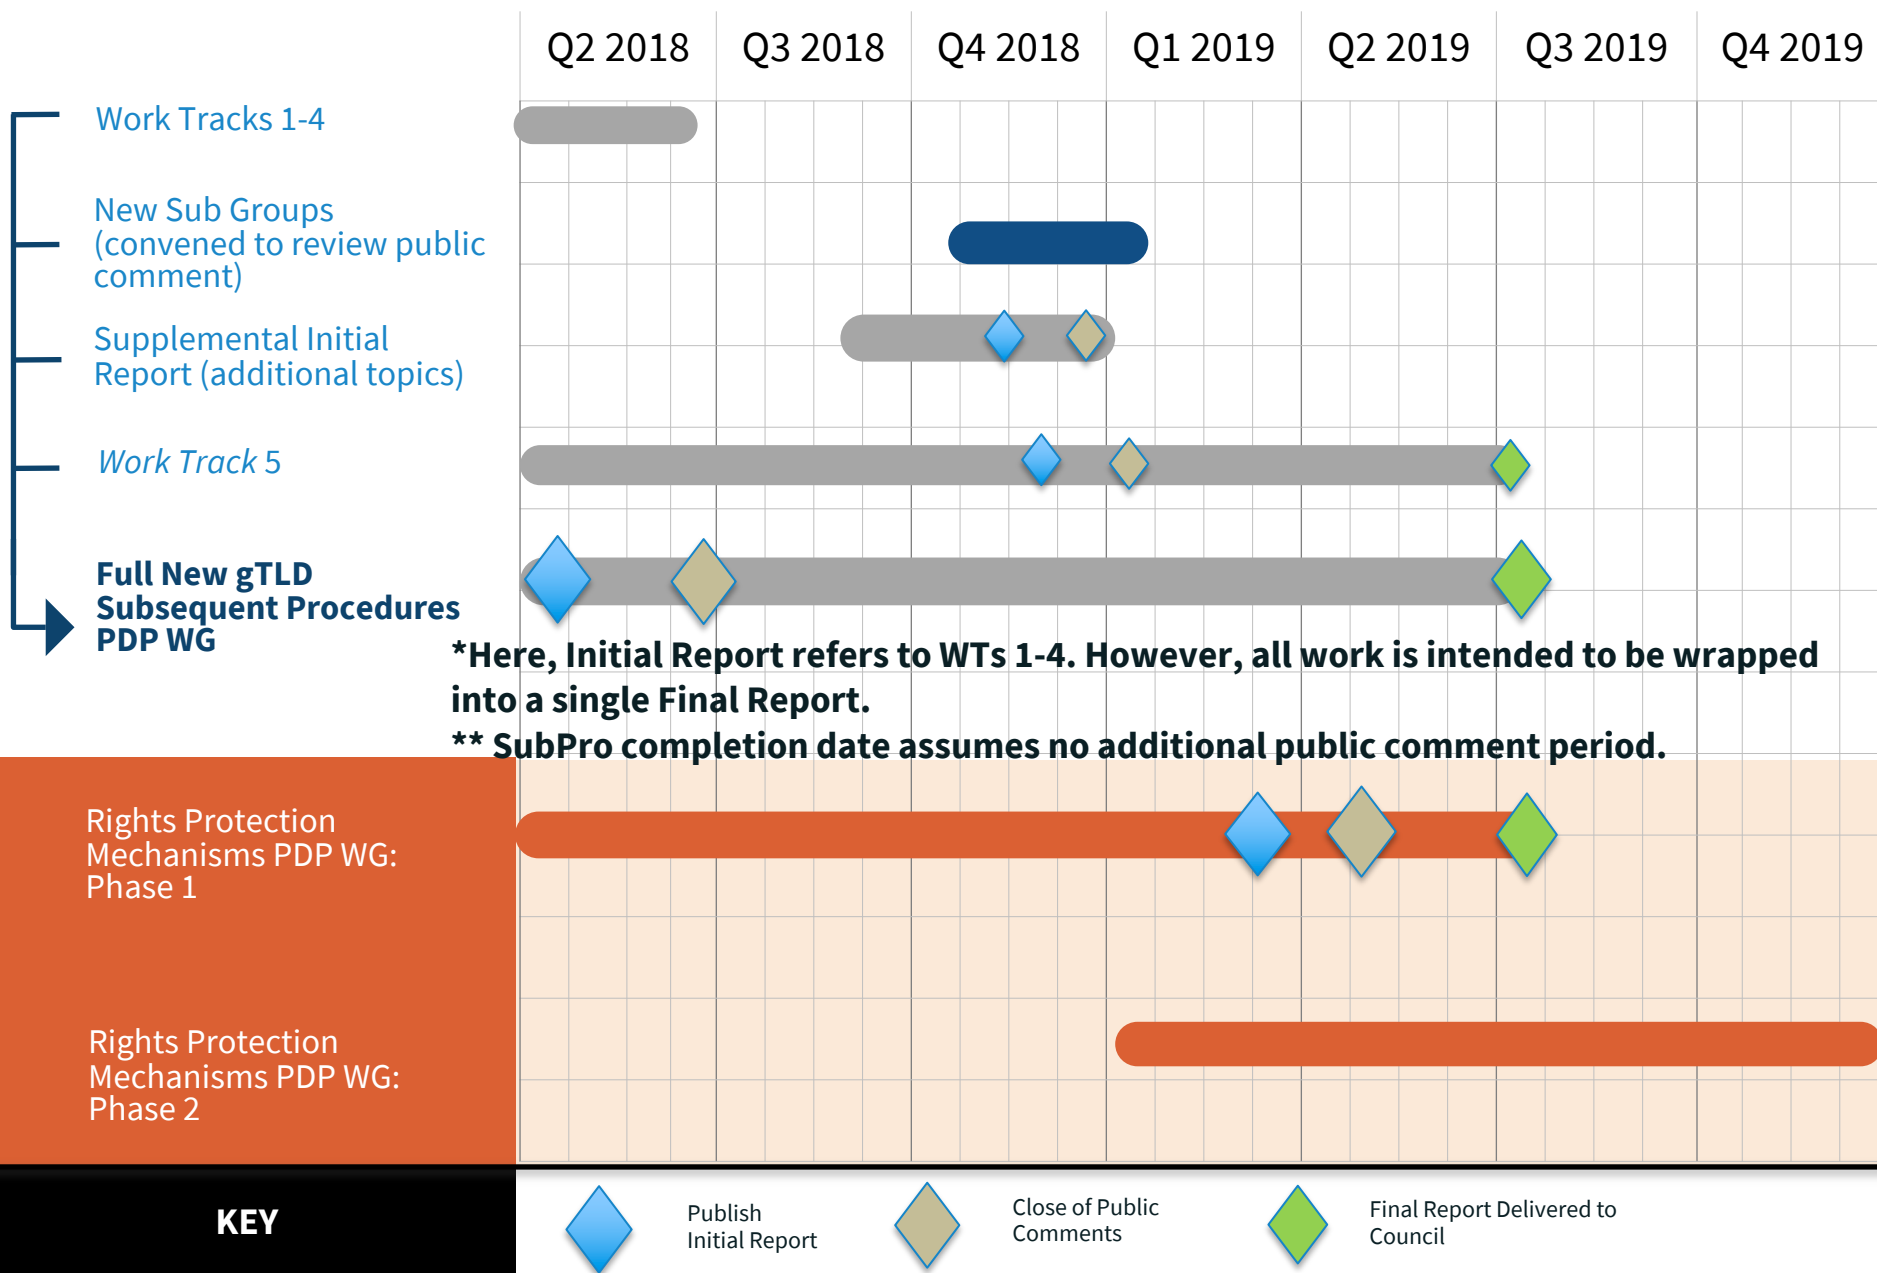 Q2 2018 Q3 2018 Q4 2018 Q1 2019 Q2 2019 Q3 2019 Q4 2019
Work Tracks 1-4
New Sub Groups
(convened to review public
comment)
Supplemental Initial
Report (additional topics)
Work Track 5
Full New gTLD
Subsequent Procedures
PDP WG
*Here, Initial Report refers to WTs 1-4. However, all work is intended to be wrapped
into a single Final Report.
** SubPro completion date assumes no additional public comment period.
Rights Protection
Mechanisms PDP WG:
Phase 1
Rights Protection
Mechanisms PDP WG:
Phase 2
KEY
Publish
Initial Report
Close of Public
Comments
Final Report Delivered to
Council